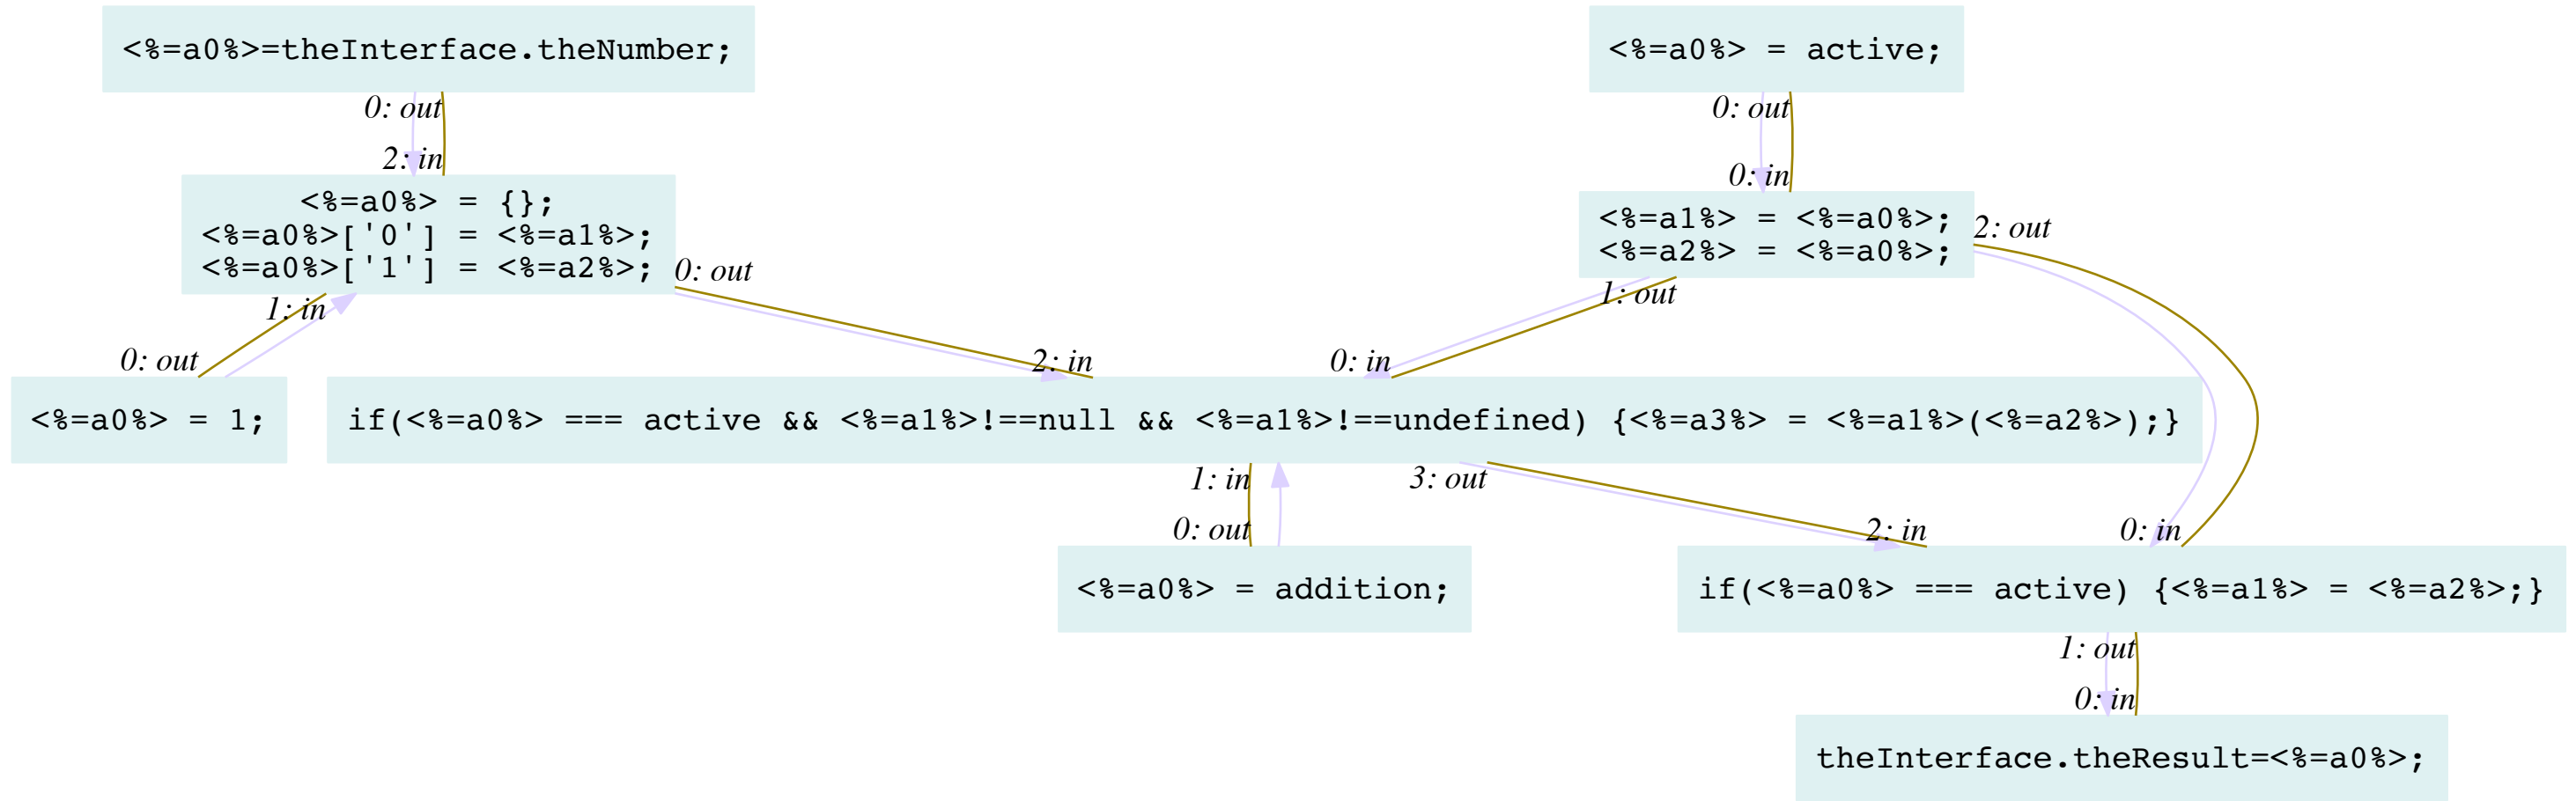 <%=a0%>=theInterface.theNumber;
<%=a0%> = active;
0: out
0: out
2: in
0: in
<%=a0%> = {};
<%=a0%>['0'] = <%=a1%>;
<%=a0%>['1'] = <%=a2%>;
<%=a1%> = <%=a0%>;
<%=a2%> = <%=a0%>;
2: out
0: out
1: in
1: out
0: out
2: in
0: in
<%=a0%> = 1;
if(<%=a0%> === active && <%=a1%>!==null && <%=a1%>!==undefined) {<%=a3%> = <%=a1%>(<%=a2%>);}
1: in
3: out
0: out
2: in
0: in
<%=a0%> = addition;
if(<%=a0%> === active) {<%=a1%> = <%=a2%>;}
1: out
0: in
theInterface.theResult=<%=a0%>;